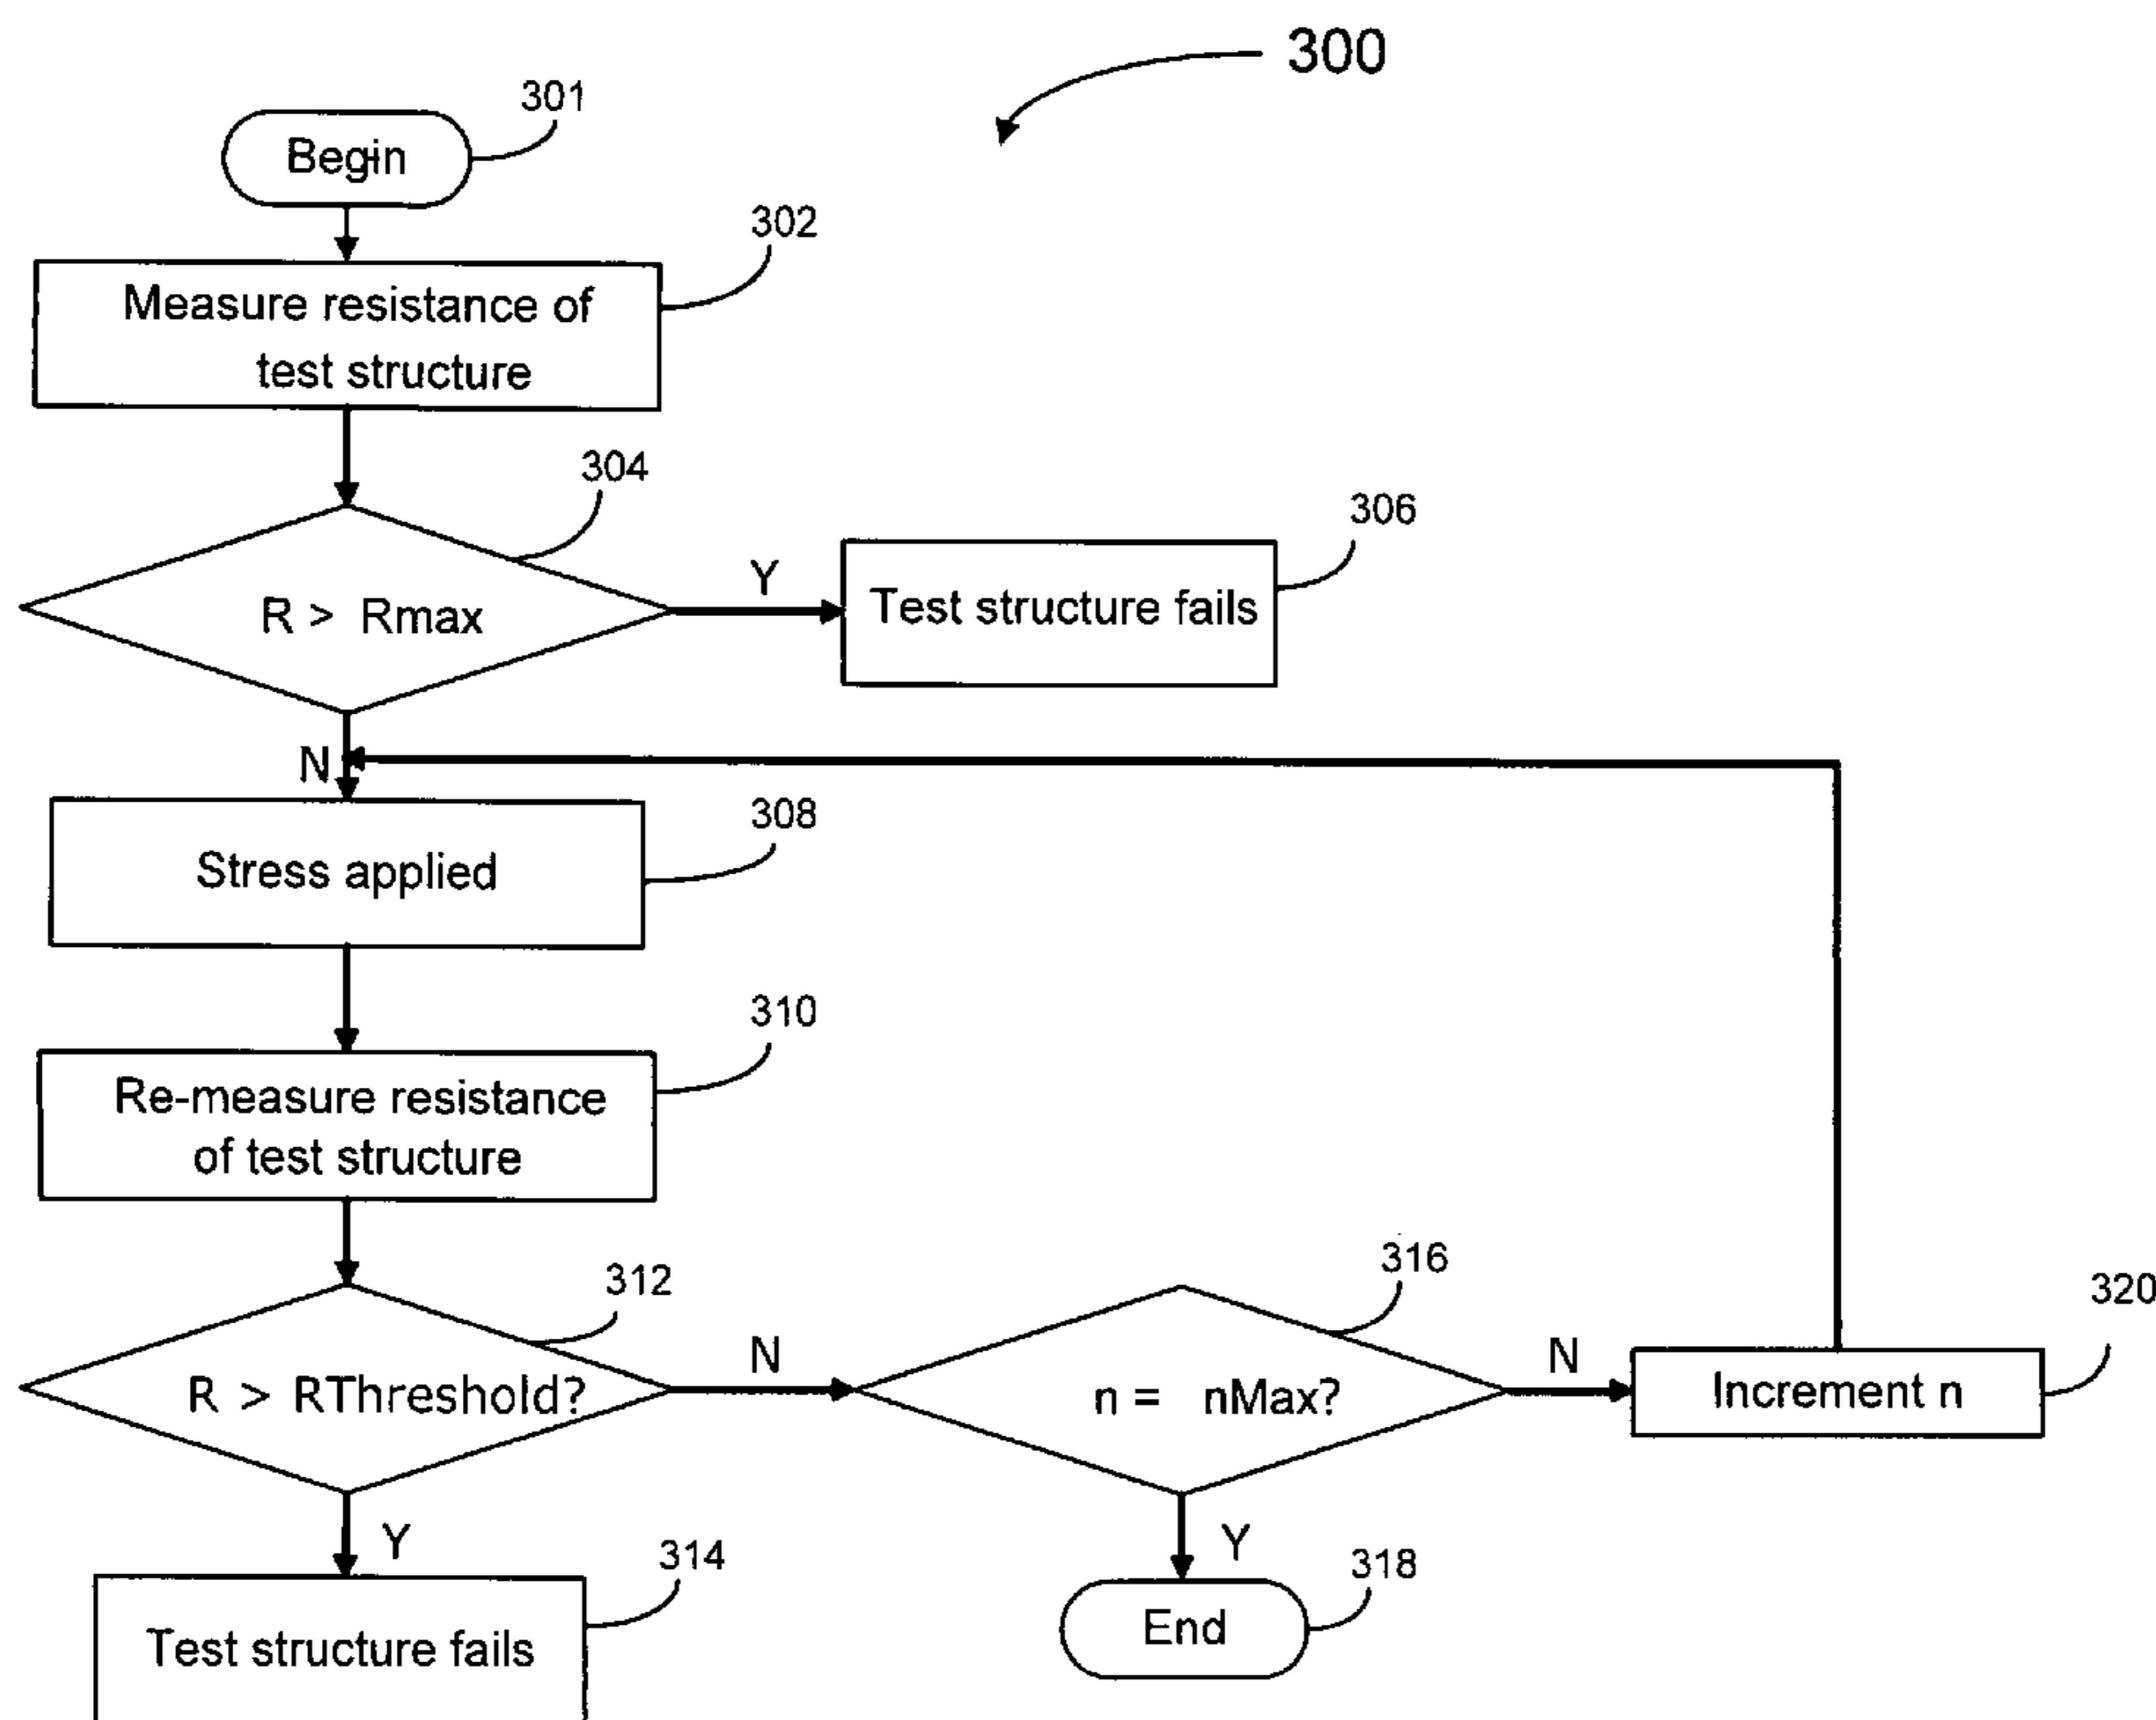 300
301
Begin
302
Measure resistance of
test structure
304
306
R > Rmax
Y
Test structure fails
N
308
Stress applied
310
Re-measure resistance
of test structure
312
316
320
R > RThreshold?
N
n = nMax?
N
Increment n
Y
314
Test structure fails
Y
318
End